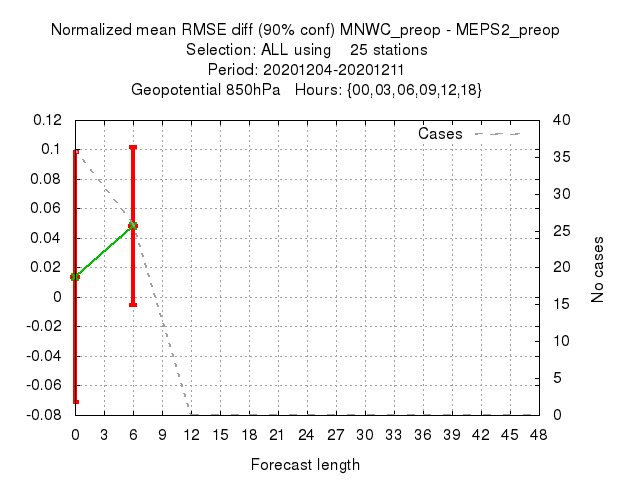 Normalized mean RMSE diff (90% conf) MNWC_preop - MEPS2_preop
Selection: ALL using    25 stations
Period: 20201204-20201211
Geopotential 850hPa   Hours: {00,03,06,09,12,18}
Cases
0.12
0.1
0.08
0.06
0.04
0.02
0
-0.02
-0.04
-0.06
-0.08
40
35
30
25
20
15
10
5
0
No cases
0 3 6 9 12 15 18 21 24 27 30 33 36 39 42 45 48
Forecast length